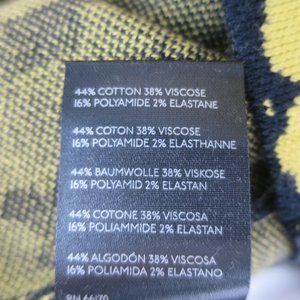 44% COTTON 38% VISCOSE
16% POLYAMIDE 2% ELASTANE
44% COTON 38% VISCOSE
16% POLYAMIDE 2% ELASTHANNE
44% BAUMWOLLE 38% VISKOSE
16% POLYAMID 2% ELASTAN
44% COTONE 38% VISCOSA
16% POLIAMMIDE 2% ELASTAN
44% ALGODÓN 38% VISCOSA
16% POLIAMIDA 2% ELASTANO
RN 66170